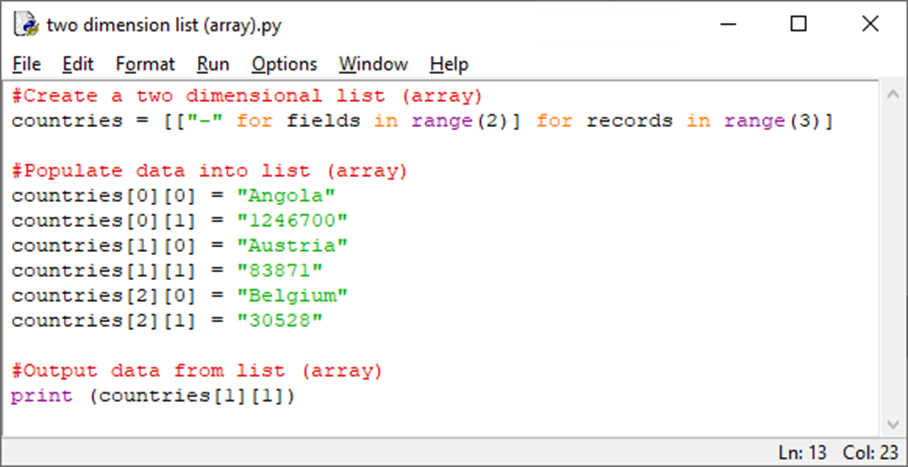 two dimension list (array).py
File Edit Format Run Options Window Help
#Create a two dimensional list (array)
countries = [["-" for fields in range(2)] for records in range(3)]
#Populate data into list (array)
countries[0][0] = "Angola"
countries[0][1] = "1246700"
countries[1][0] = "Austria"
countries[1][1] = "83871"
countries[2][0] = "Belgium"
countries[2][1] = "30528"
#Output data from list (array)
print (countries[1][1])
Ln: 13 Col: 23